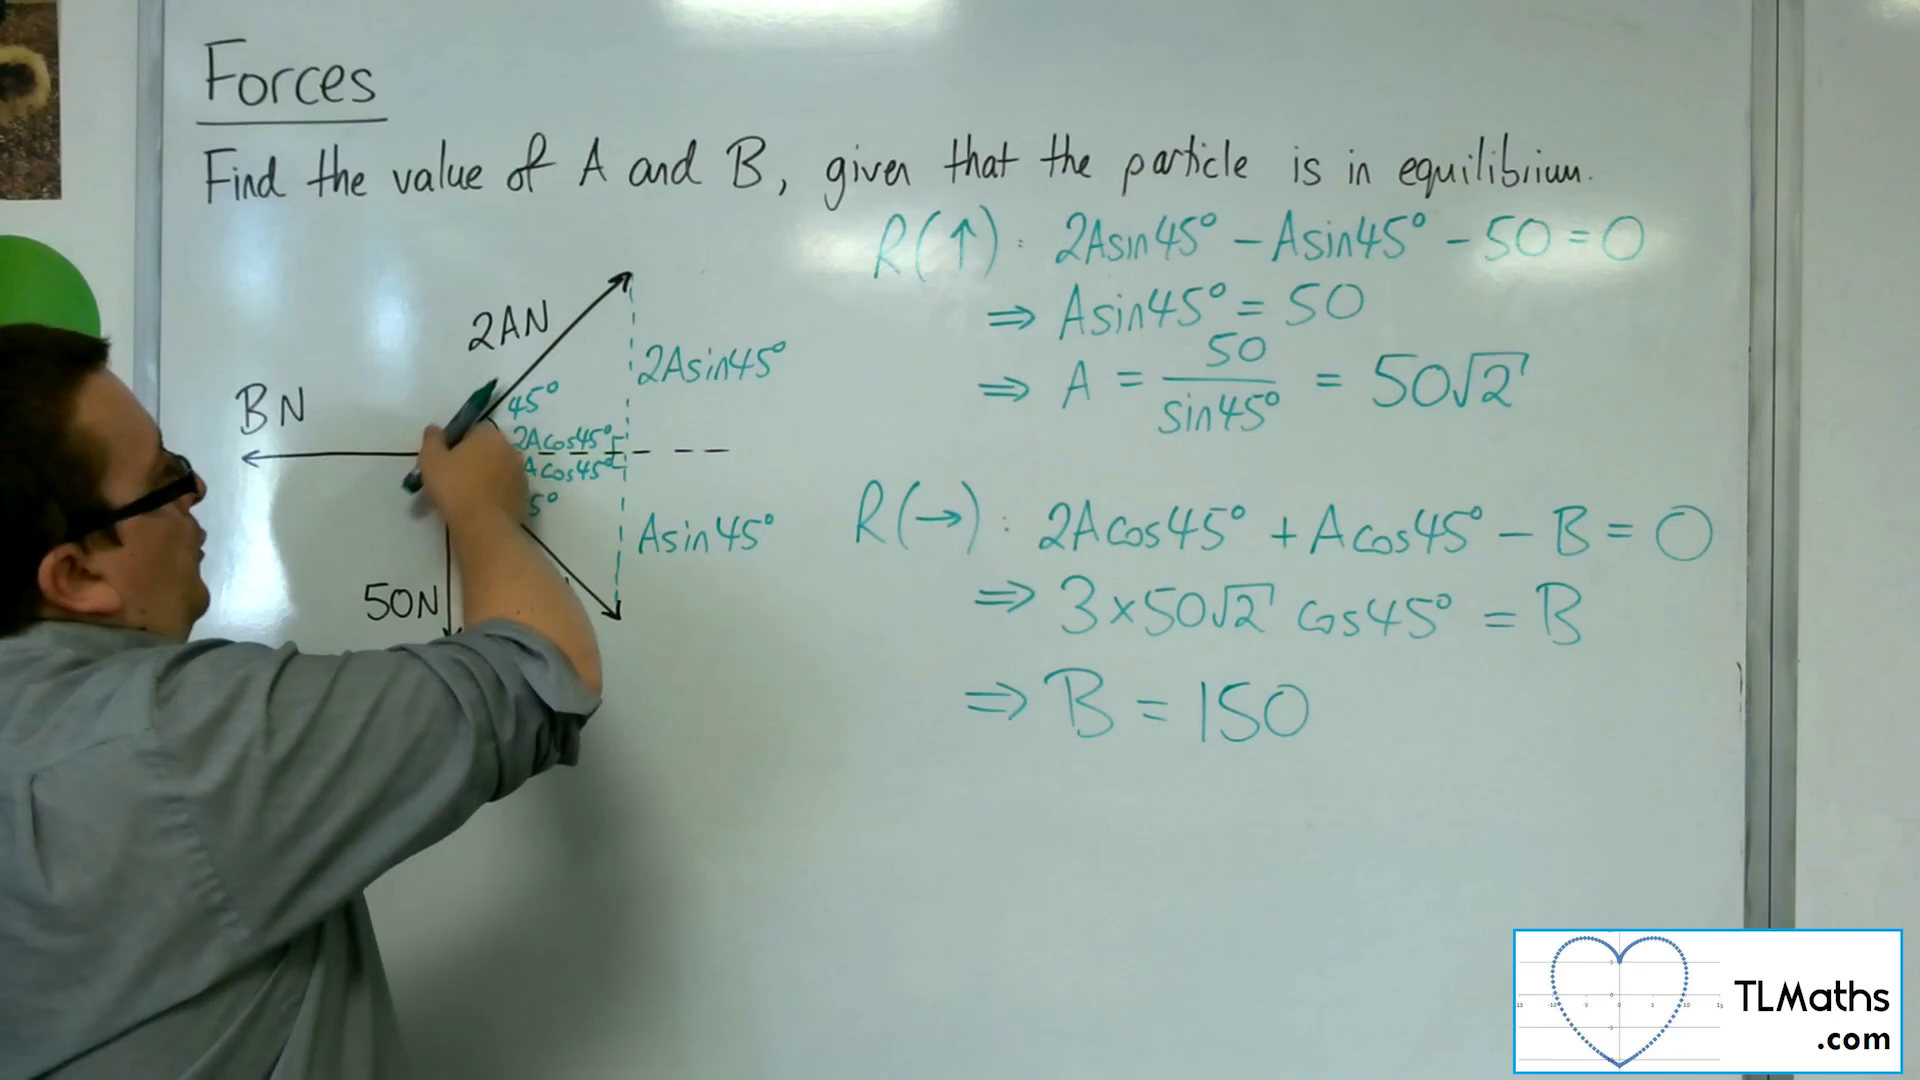 Forces
Find the value of A and B, given that the particle is in equilibrium.
R(↑): 2Asin45° - Asin45° - 50 = 0
⇒ Asin45° = 50
⇒ A = 50/sin45° = 50√2
2AN
2Asin45°
45°
BN
2Acos45°
Acos45°
5°
Asin45°
50N
R(→): 2Acos45° + Acos45° - B = 0
⇒ 3×50√2 cos45° = B
⇒ B = 150
TLMaths
.com